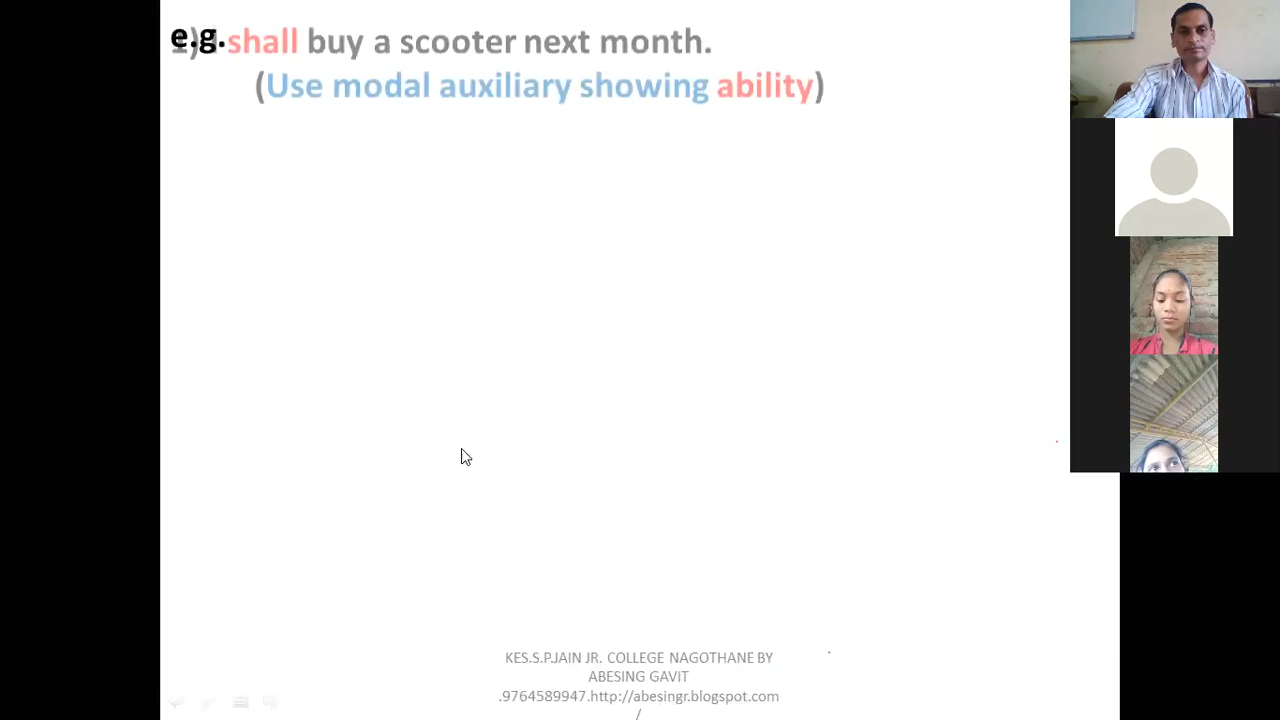 e.g.
shall buy a scooter next month.
(Use modal auxiliary showing ability)
KES.S.P.JAIN JR. COLLEGE NAGOTHANE BY
ABESING GAVIT
.9764589947.http://abesingr.blogspot.com
/